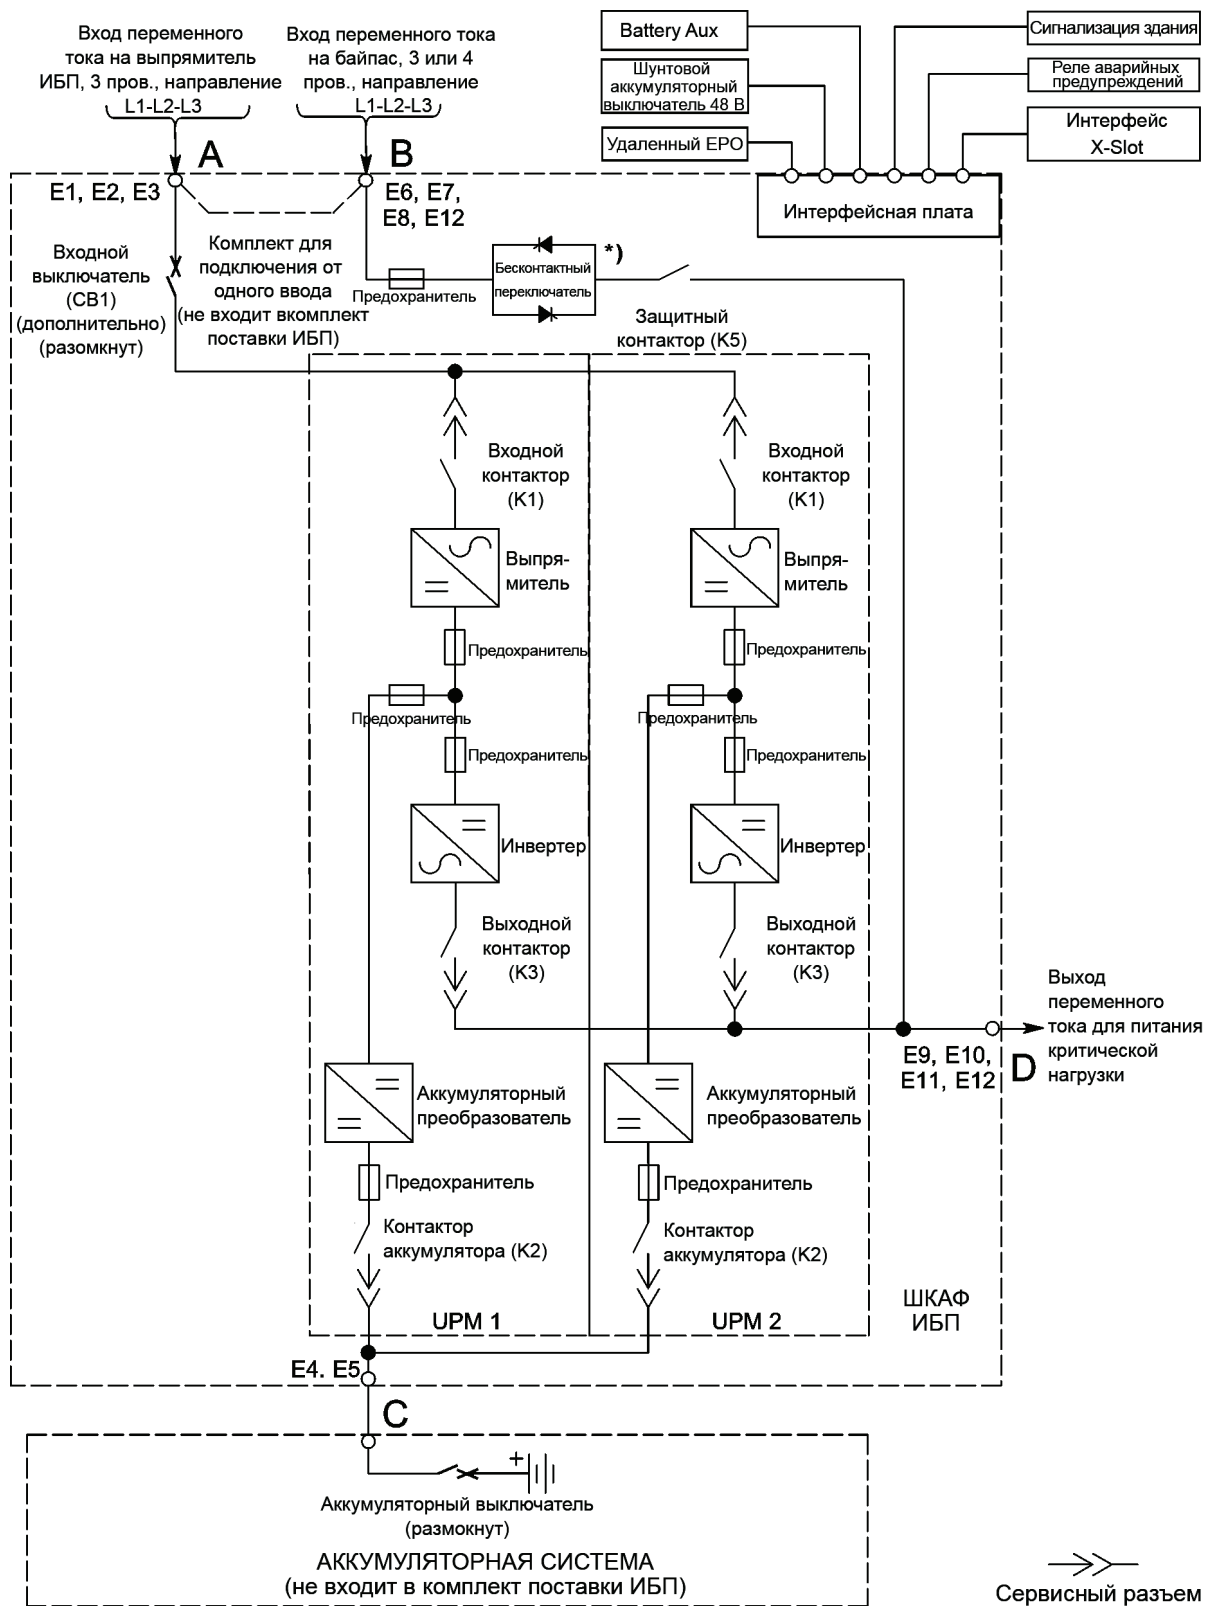 Вход переменного
тока на выпрямитель
ИБП, 3 пров., направление
L1-L2-L3
Вход переменного тока
на байпас, 3 или 4
пров., направление
L1-L2-L3
Battery Aux
Шунтовой
аккумуляторный
выключатель 48 В
Удаленный EPO
Сигнализация здания
Реле аварийных
предупреждений
Интерфейс
X-Slot
A
B
E1, E2, E3
E6, E7,
E8, E12
Интерфейсная плата
Входной
выключатель
(CB1)
(дополнительно)
(разомкнут)
Комплект для
подключения от
одного ввода
(не входит вкомплект
поставки ИБП)
Предохранитель
Бесконтактный
переключатель
*)
Защитный
контактор (K5)
Входной
контактор
(K1)
Входной
контактор
(K1)
Выпря-
митель
Выпря-
митель
Предохранитель
Предохранитель
Предохранитель
Предохранитель
Предохранитель
Предохранитель
Инвертер
Инвертер
Выходной
контактор
(K3)
Выходной
контактор
(K3)
Выход
переменного
тока для питания
критической
нагрузки
E9, E10,
E11, E12
D
Аккумуляторный
преобразователь
Аккумуляторный
преобразователь
Предохранитель
Предохранитель
Контактор
аккумулятора (K2)
Контактор
аккумулятора (K2)
UPM 1
UPM 2
ШКАФ
ИБП
E4. E5
C
+
Аккумуляторный выключатель
(размокнут)
АККУМУЛЯТОРНАЯ СИСТЕМА
(не входит в комплект поставки ИБП)
Сервисный разъем